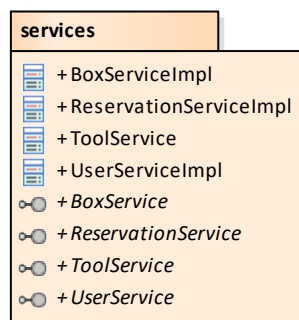 services
+ BoxServiceImpl
+ ReservationServiceImpl
+ ToolService
+ UserServiceImpl
+ BoxService
+ ReservationService
+ ToolService
+ UserService